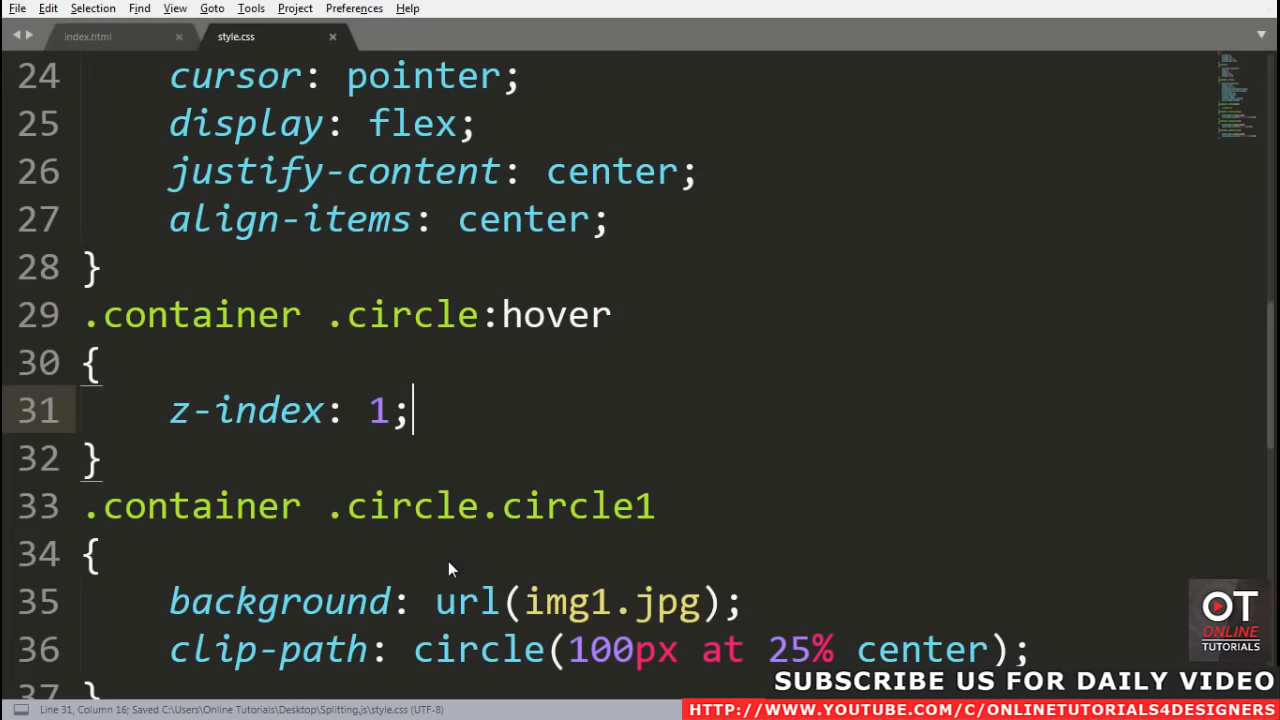 File Edit Selection Find View Goto Tools Project Preferences Help
index.html × style.css ×
24 cursor: pointer;
25 display: flex;
26 justify-content: center;
27 align-items: center;
28 }
29 .container .circle:hover
30 {
31 z-index: 1;
32 }
33 .container .circle.circle1
34 {
35 background: url(img1.jpg);
36 clip-path: circle(100px at 25% center);
37 }
OT
ONLINE
TUTORIALS
SUBSCRIBE US FOR DAILY VIDEO
Line 31, Column 16; Saved C:\Users\Online Tutorials\Desktop\Splitting.js\style.css (UTF-8)
HTTP://WWW.YOUTUBE.COM/C/ONLINETUTORIALS4DESIGNERS